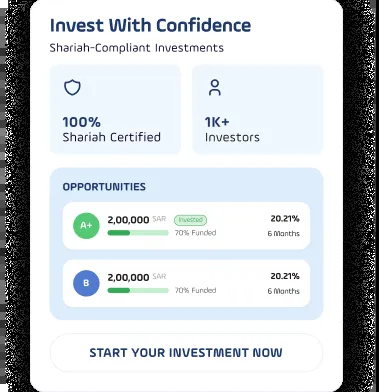 Invest With Confidence
Shariah-Compliant Investments
100%
Shariah Certified
1K+
Investors
OPPORTUNITIES
A+
2,00,000 SAR Invested
70% Funded
20.21%
6 Months
B
2,00,000 SAR
70% Funded
20.21%
6 Months
START YOUR INVESTMENT NOW